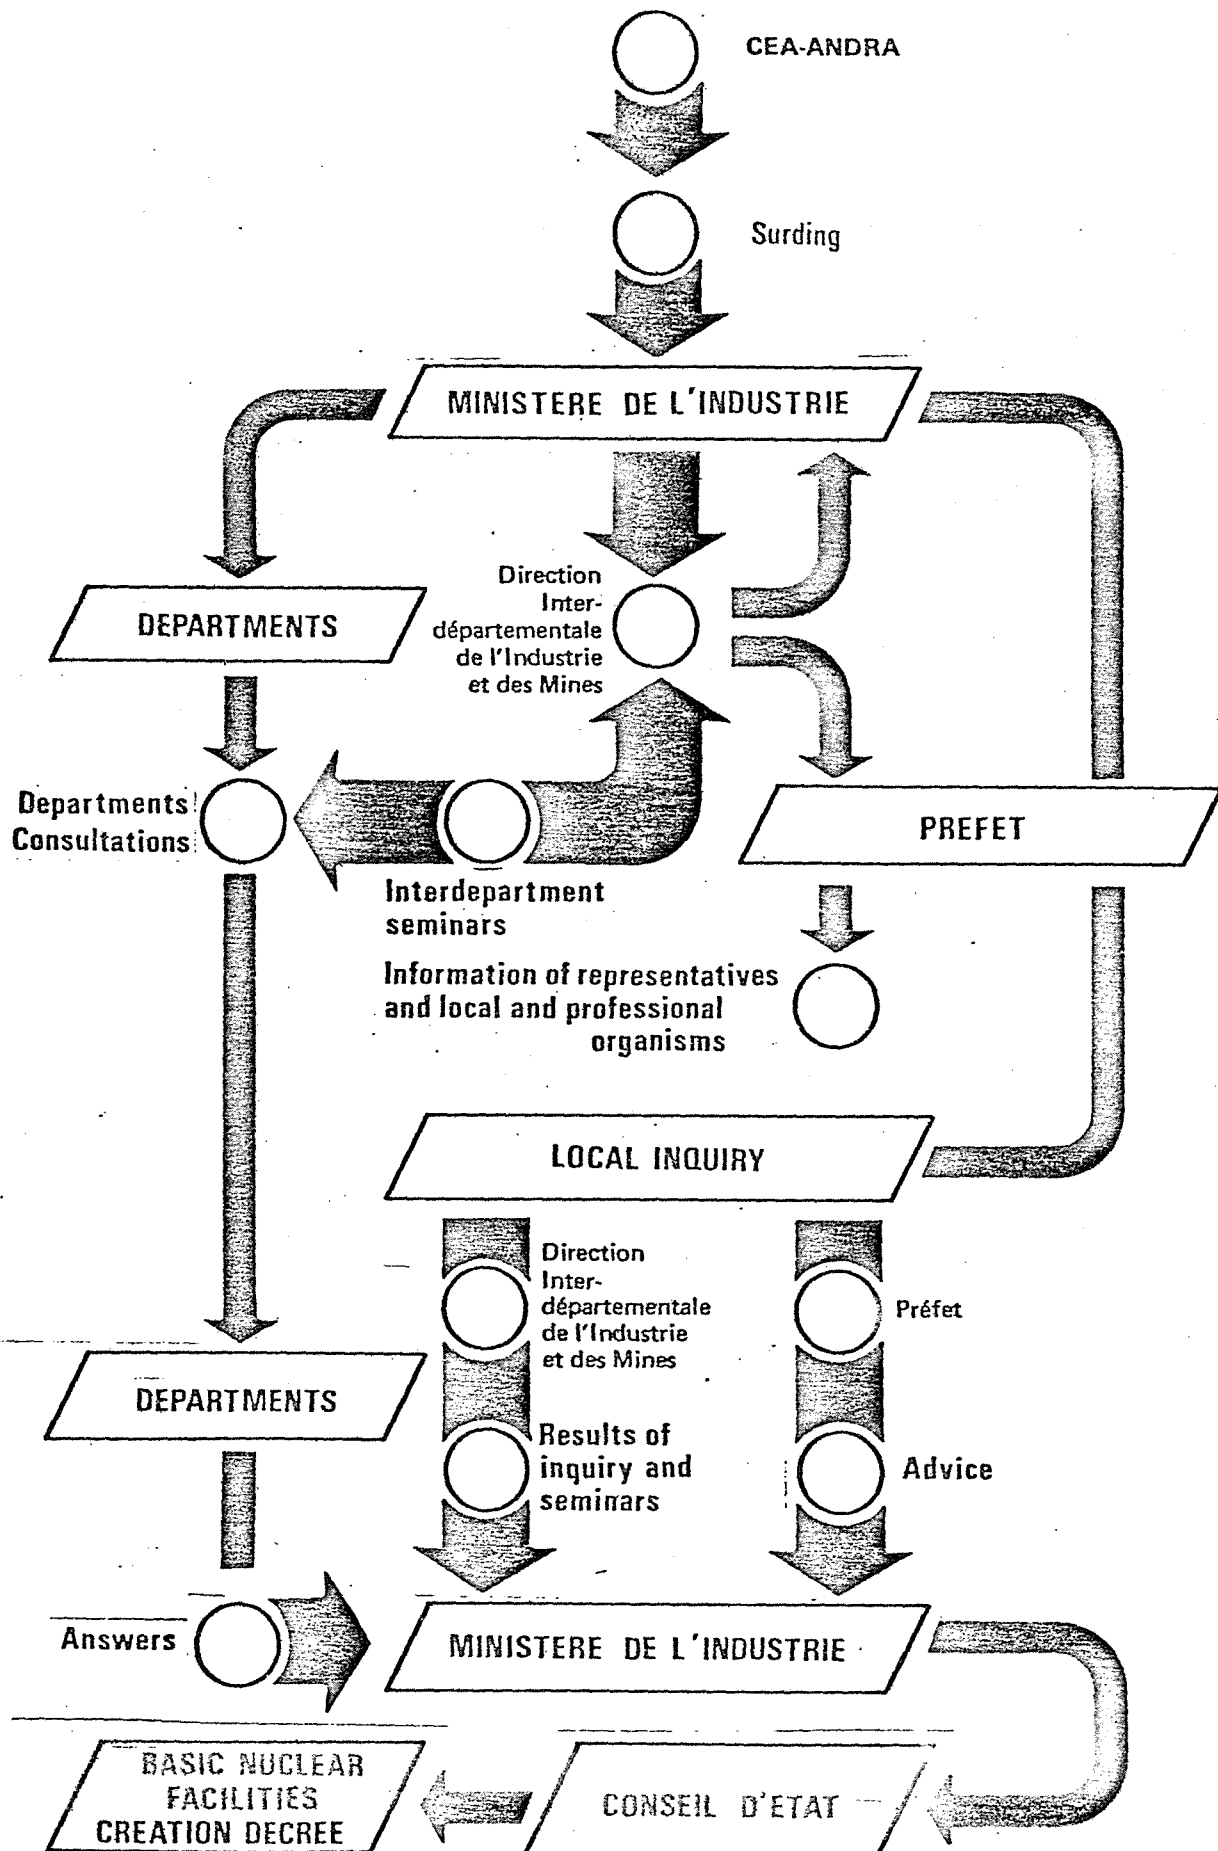 CEA-ANDRA
Surding
MINISTERE DE L'INDUSTRIE
Direction
Inter-
départementale
de l'Industrie
et des Mines
DEPARTMENTS
Departments
Consultations
PREFET
Interdepartment
seminars
Information of representatives
and local and professional
organisms
LOCAL INQUIRY
Direction
Inter-
départementale
de l'Industrie
et des Mines
Préfet
DEPARTMENTS
Results of
inquiry and
seminars
Advice
Answers
MINISTERE DE L'INDUSTRIE
BASIC NUCLEAR
FACILITIES
CREATION DECREE
CONSEIL D'ETAT